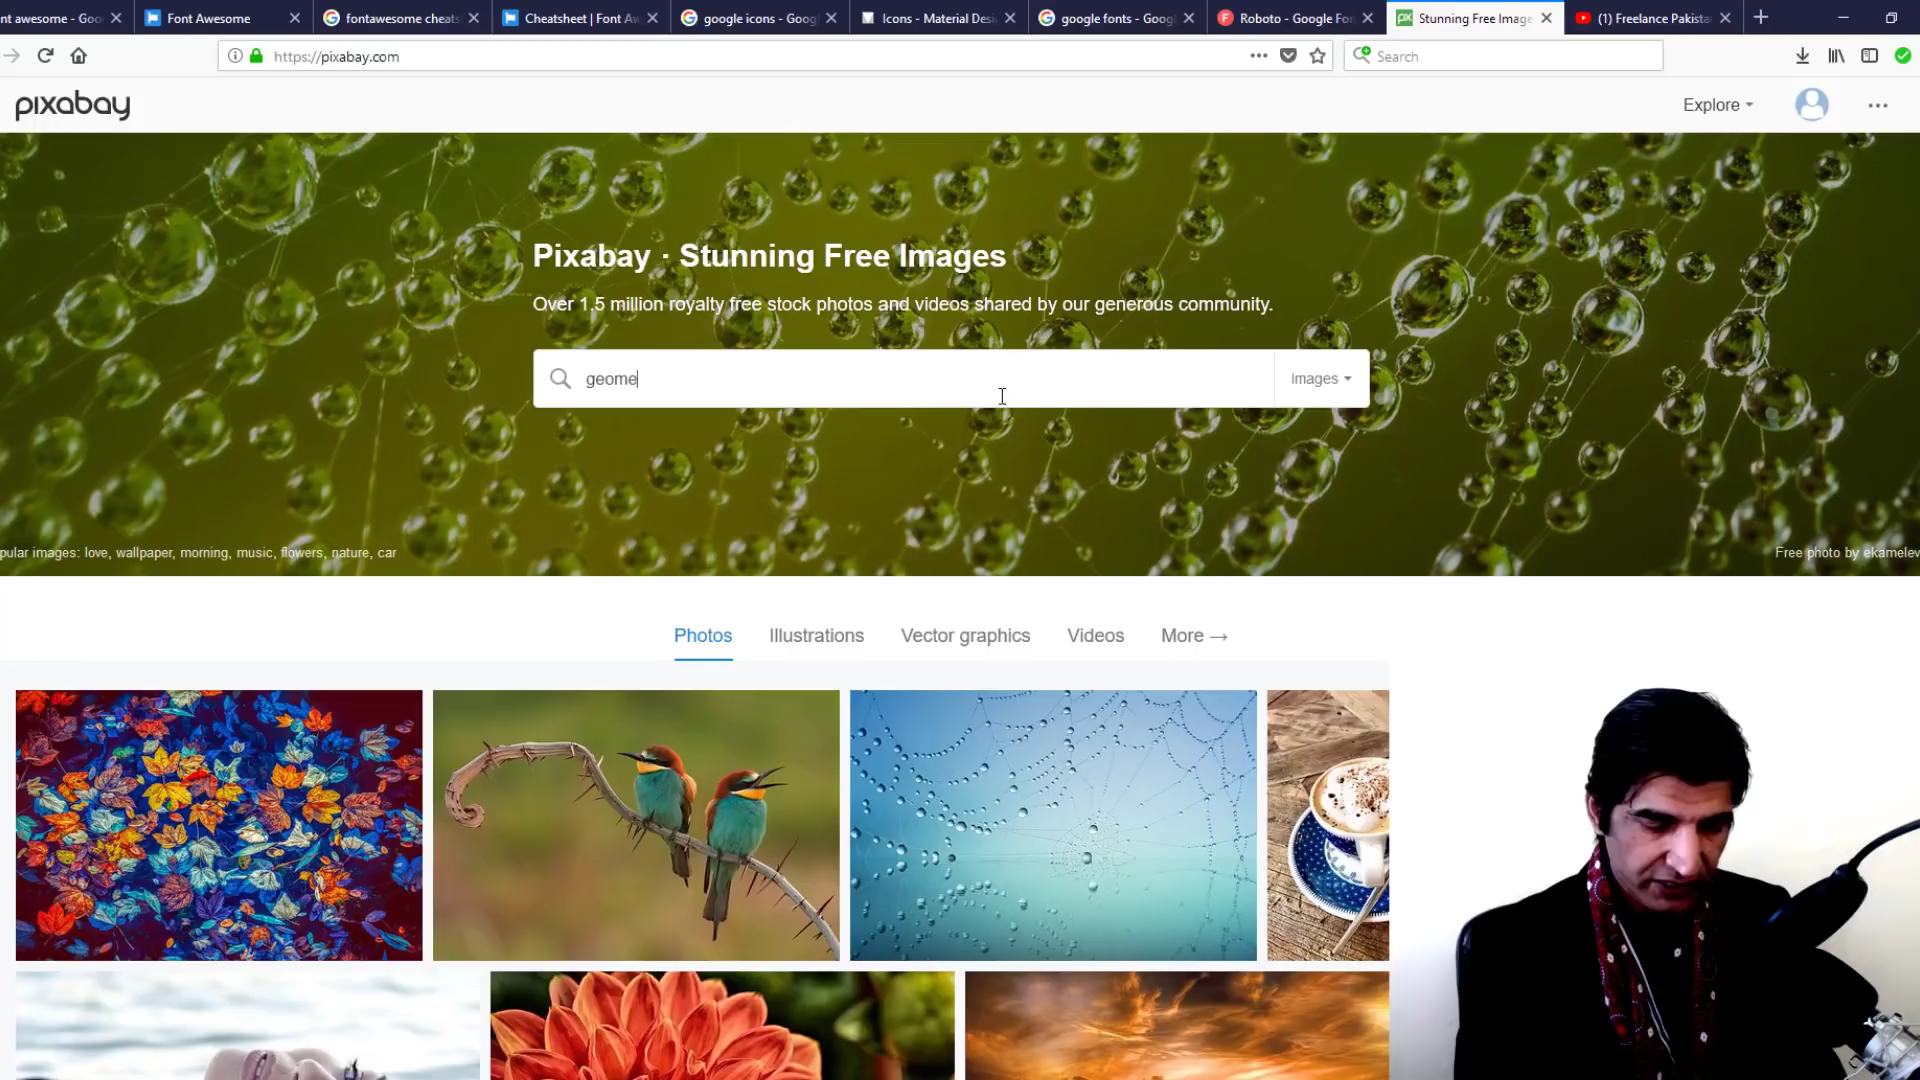 nt awesome - Goo
Font Awesome
fontawesome cheats
Cheatsheet | Font Aw
google icons - Goog
Icons - Material Desi
google fonts - Goog
Roboto - Google Fon
Stunning Free Image
(1) Freelance Pakista
https://pixabay.com
Search
pixabay
Explore
Pixabay · Stunning Free Images
Over 1.5 million royalty free stock photos and videos shared by our generous community.
geome
Images
pular images: love, wallpaper, morning, music, flowers, nature, car
Free photo by ekamelev
Photos
Illustrations
Vector graphics
Videos
More →